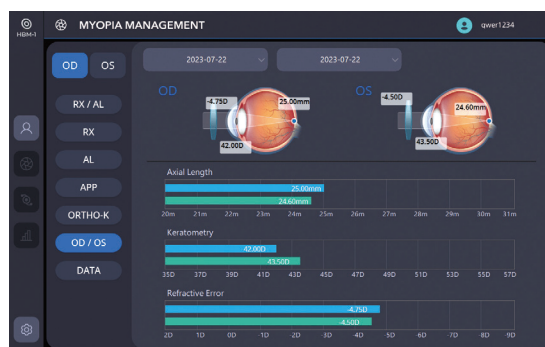 HBM-1
MYOPIA MANAGEMENT
qwer1234
OD OS
2023-07-22 2023-07-22
RX / AL
RX
AL
APP
ORTHO-K
OD / OS
DATA
OD
-4.75D
25.00mm
42.00D
OS
-4.50D
24.60mm
43.50D
Axial Length
25.00mm
24.60mm
20m 21m 22m 23m 24m 25m 26m 27m 28m 29m 30m 31m
Keratometry
42.00D
43.50D
35D 37D 39D 41D 43D 45D 47D 49D 51D 53D 55D 57D
Refractive Error
-4.75D
-4.50D
2D 1D 0D -1D -2D -3D -4D -5D -6D -7D -8D -9D